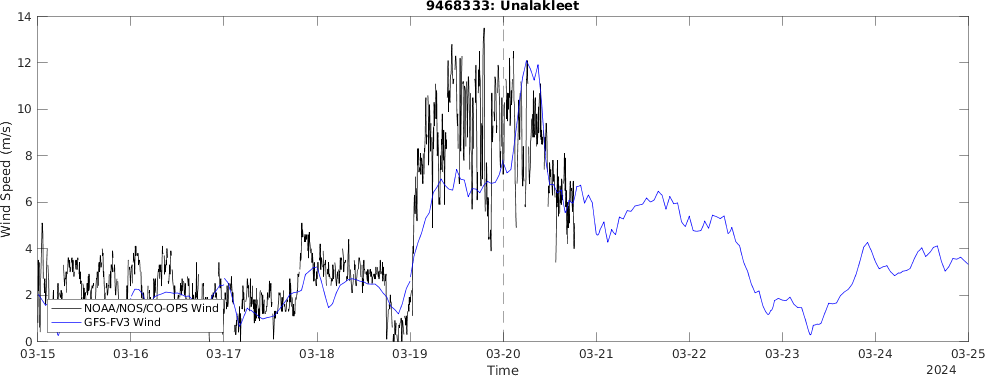 9468333: Unalakleet
14
12
10
8
6
4
2
0
Wind Speed (m/s)
NOAA/NOS/CO-OPS Wind
GFS-FV3 Wind
03-15 03-16 03-17 03-18 03-19 03-20 03-21 03-22 03-23 03-24 03-25
Time
2024